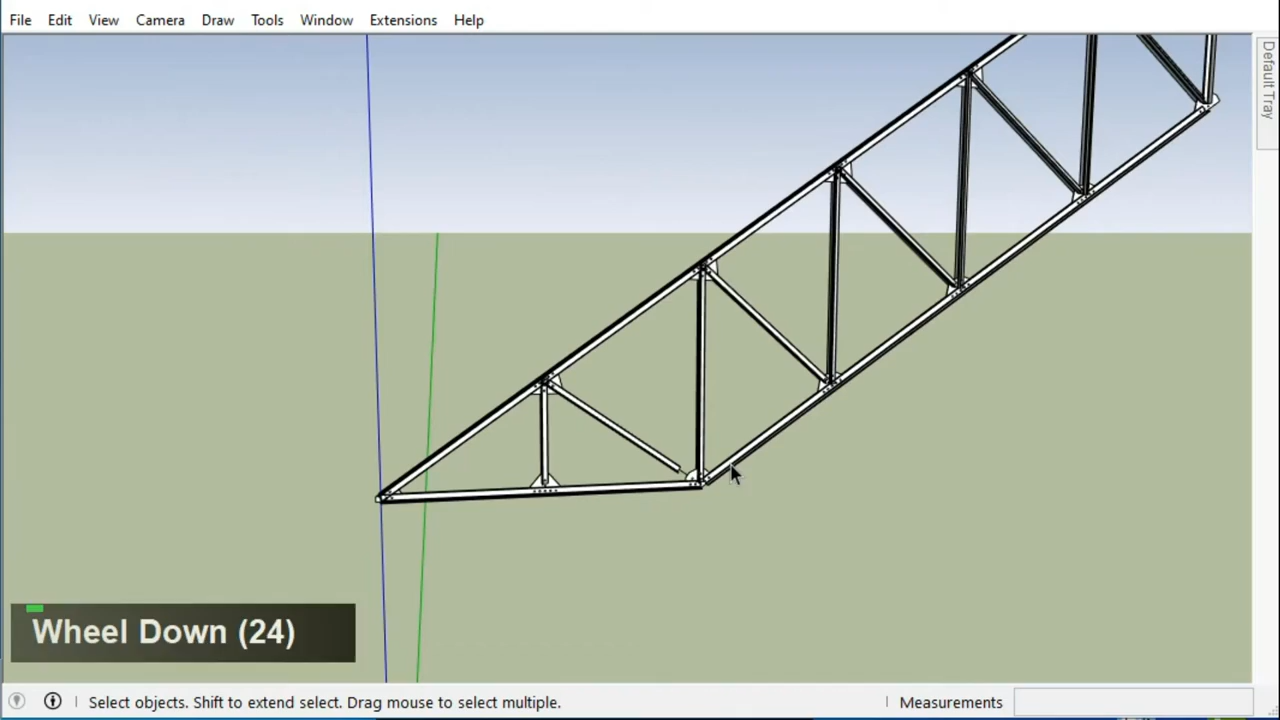 File Edit View Camera Draw Tools Window Extensions Help
Default Tray
Wheel Down (24)
Select objects. Shift to extend select. Drag mouse to select multiple.
Measurements